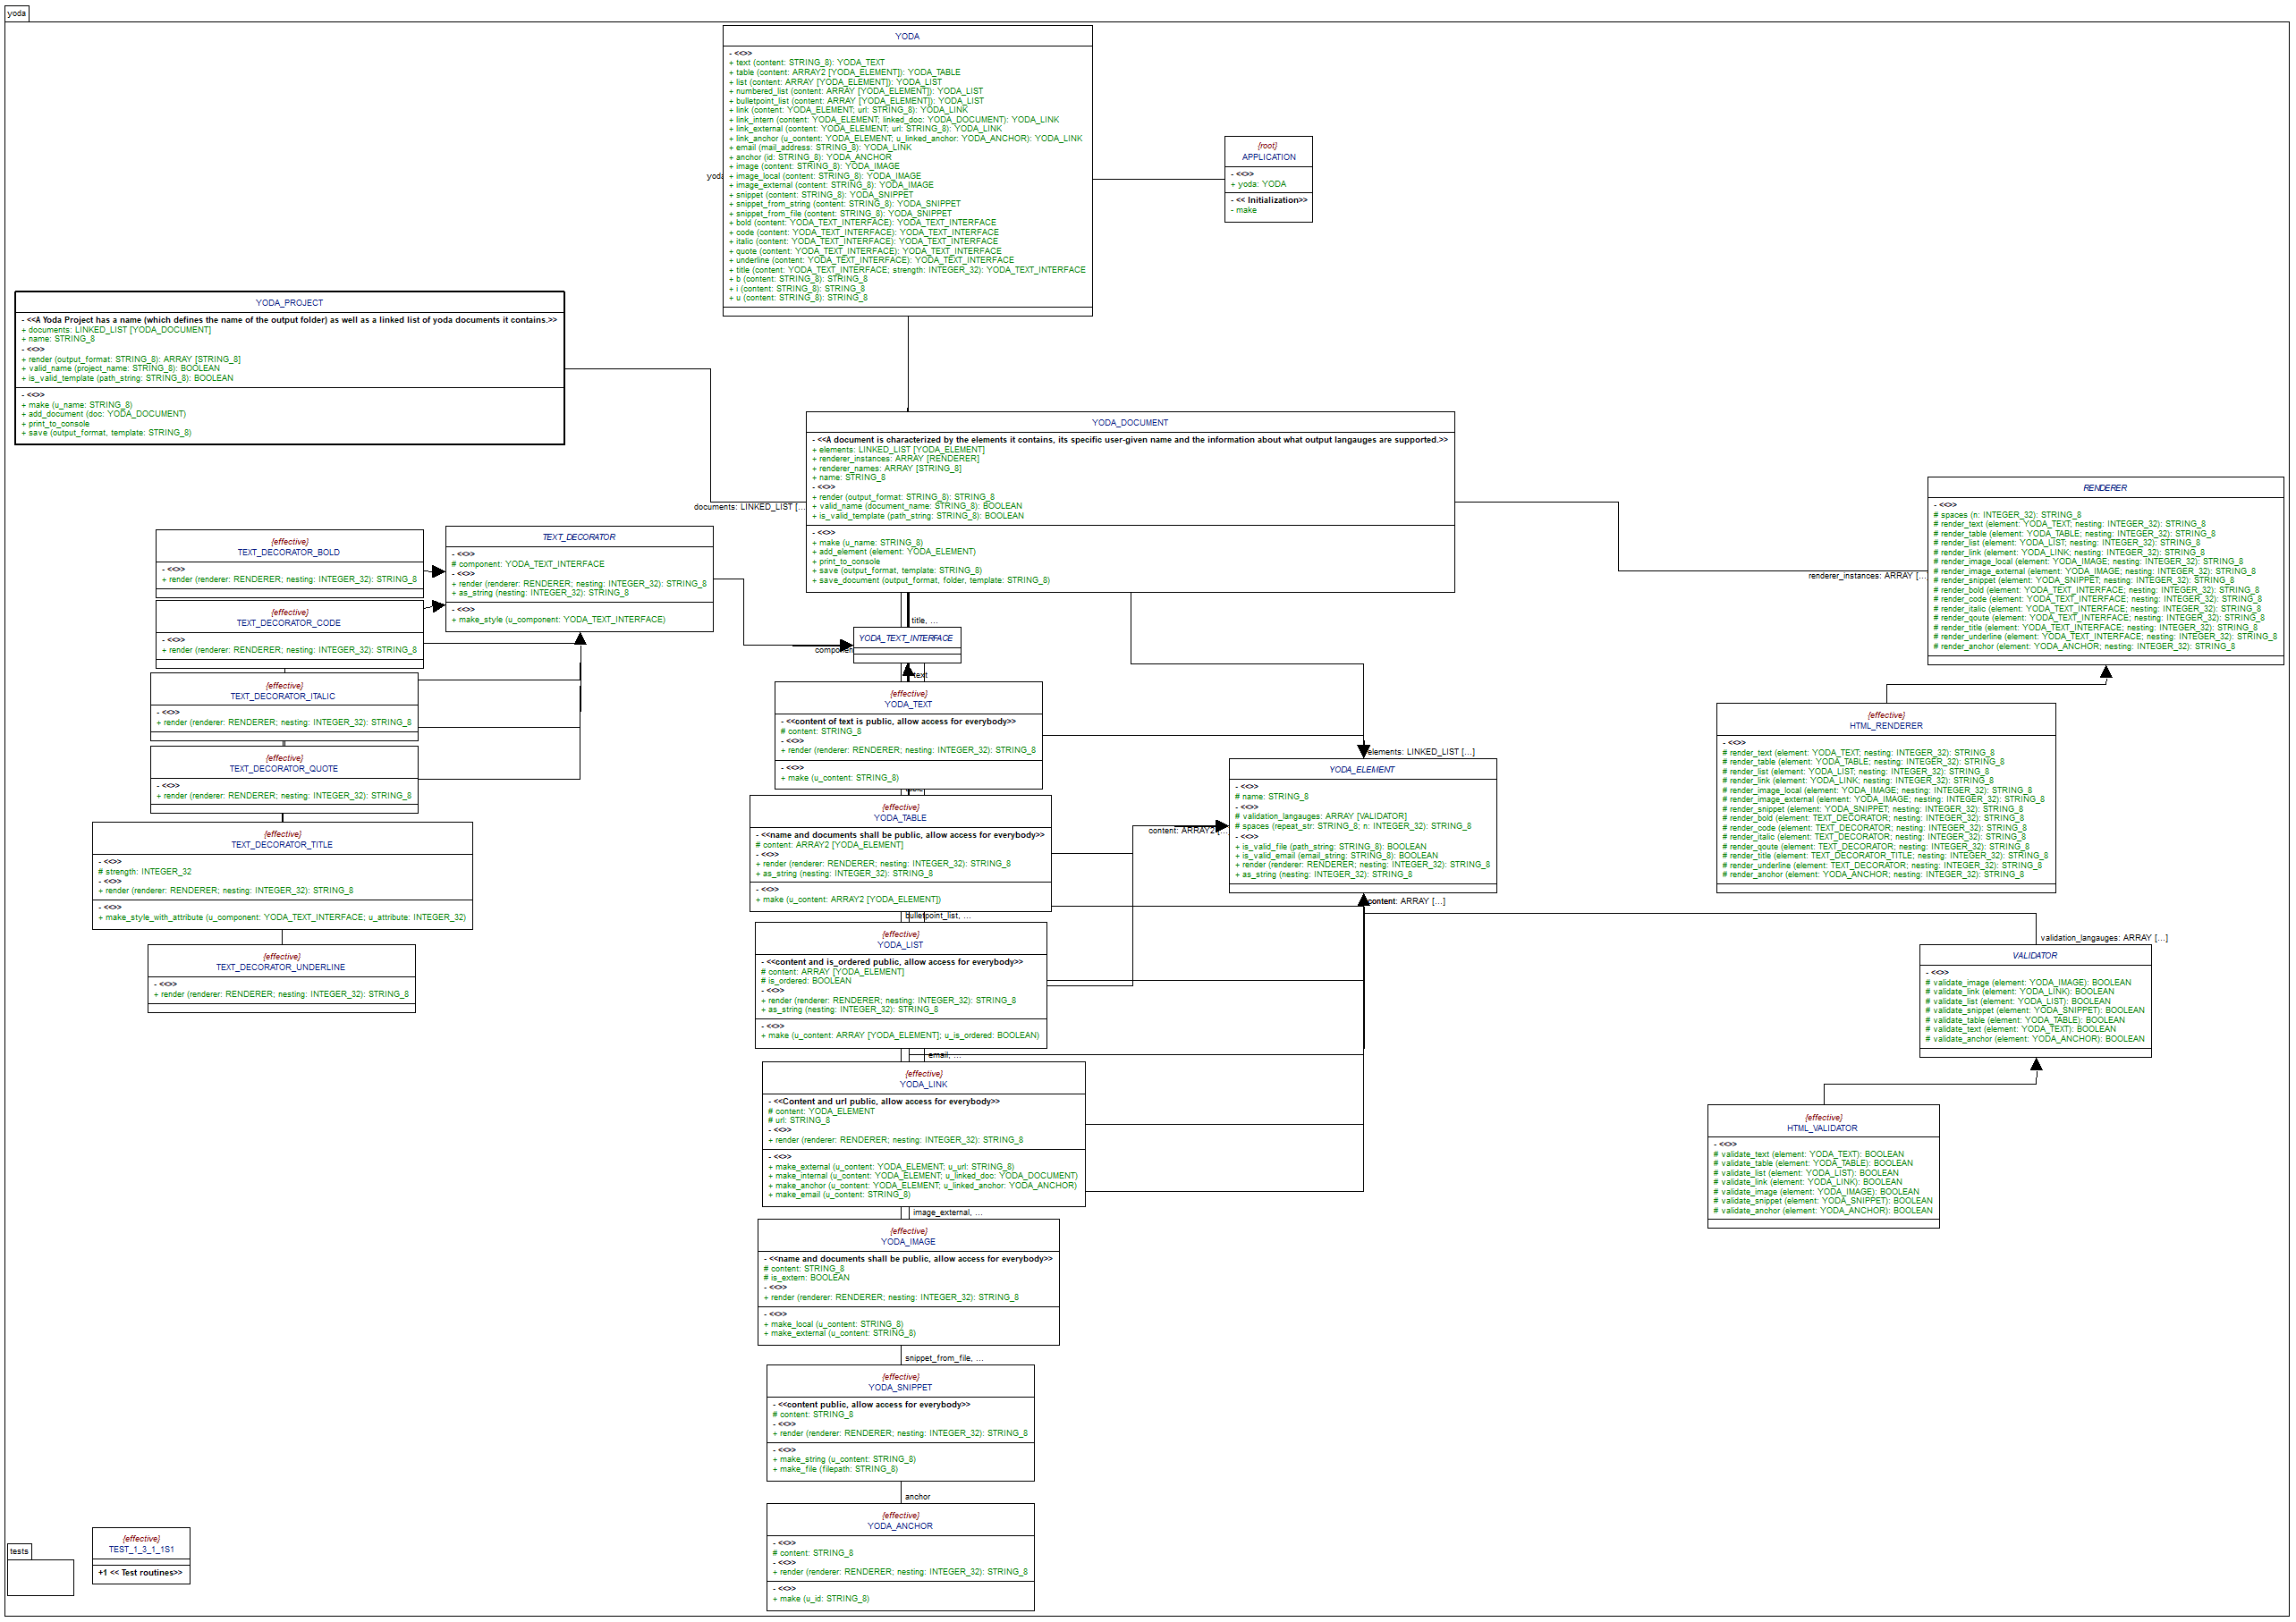 yoda
YODA
- <<>>
+ text (content: STRING_8): YODA_TEXT
+ table (content: ARRAY2 [YODA_ELEMENT]): YODA_TABLE
+ list (content: ARRAY [YODA_ELEMENT]): YODA_LIST
+ numbered_list (content: ARRAY [YODA_ELEMENT]): YODA_LIST
+ bulletpoint_list (content: ARRAY [YODA_ELEMENT]): YODA_LIST
+ link (content: YODA_ELEMENT; url: STRING_8): YODA_LINK
+ link_intern (content: YODA_ELEMENT; linked_doc: YODA_DOCUMENT): YODA_LINK
+ link_external (content: YODA_ELEMENT; url: STRING_8): YODA_LINK
+ link_anchor (u_content: YODA_ELEMENT; u_linked_anchor: YODA_ANCHOR): YODA_LINK
+ email (mail_address: STRING_8): YODA_LINK
+ anchor (id: STRING_8): YODA_ANCHOR
+ image (content: STRING_8): YODA_IMAGE
+ image_local (content: STRING_8): YODA_IMAGE
+ image_external (content: STRING_8): YODA_IMAGE
+ snippet (content: STRING_8): YODA_SNIPPET
+ snippet_from_string (content: STRING_8): YODA_SNIPPET
+ snippet_from_file (content: STRING_8): YODA_SNIPPET
+ bold (content: YODA_TEXT_INTERFACE): YODA_TEXT_INTERFACE
+ code (content: YODA_TEXT_INTERFACE): YODA_TEXT_INTERFACE
+ italic (content: YODA_TEXT_INTERFACE): YODA_TEXT_INTERFACE
+ quote (content: YODA_TEXT_INTERFACE): YODA_TEXT_INTERFACE
+ underline (content: YODA_TEXT_INTERFACE): YODA_TEXT_INTERFACE
+ title (content: YODA_TEXT_INTERFACE; strength: INTEGER_32): YODA_TEXT_INTERFACE
+ b (content: STRING_8): STRING_8
+ i (content: STRING_8): STRING_8
+ u (content: STRING_8): STRING_8
yoda
{root}
APPLICATION
- <<>>
+ yoda: YODA
- << Initialization>>
- make
YODA_PROJECT
- <<A Yoda Project has a name (which defines the name of the output folder) as well as a linked list of yoda documents it contains.>>
+ documents: LINKED_LIST [YODA_DOCUMENT]
+ name: STRING_8
- <<>>
+ render (output_format: STRING_8): ARRAY [STRING_8]
+ valid_name (project_name: STRING_8): BOOLEAN
+ is_valid_template (path_string: STRING_8): BOOLEAN
- <<>>
+ make (u_name: STRING_8)
+ add_document (doc: YODA_DOCUMENT)
+ print_to_console
+ save (output_format, template: STRING_8)
YODA_DOCUMENT
- <<A document is characterized by the elements it contains, its specific user-given name and the information about what output langauges are supported.>>
+ elements: LINKED_LIST [YODA_ELEMENT]
+ renderer_instances: ARRAY [RENDERER]
+ renderer_names: ARRAY [STRING_8]
+ name: STRING_8
- <<>>
+ render (output_format: STRING_8): STRING_8
+ valid_name (document_name: STRING_8): BOOLEAN
+ is_valid_template (path_string: STRING_8): BOOLEAN
- <<>>
+ make (u_name: STRING_8)
+ add_element (element: YODA_ELEMENT)
+ print_to_console
+ save (output_format, template: STRING_8)
+ save_document (output_format, folder, template: STRING_8)
documents: LINKED_LIST [...
RENDERER
- <<>>
# spaces (n: INTEGER_32): STRING_8
# render_text (element: YODA_TEXT; nesting: INTEGER_32): STRING_8
# render_table (element: YODA_TABLE; nesting: INTEGER_32): STRING_8
# render_list (element: YODA_LIST; nesting: INTEGER_32): STRING_8
# render_link (element: YODA_LINK; nesting: INTEGER_32): STRING_8
# render_image_local (element: YODA_IMAGE; nesting: INTEGER_32): STRING_8
# render_image_external (element: YODA_IMAGE; nesting: INTEGER_32): STRING_8
# render_snippet (element: YODA_SNIPPET; nesting: INTEGER_32): STRING_8
# render_bold (element: YODA_TEXT_INTERFACE; nesting: INTEGER_32): STRING_8
# render_code (element: YODA_TEXT_INTERFACE; nesting: INTEGER_32): STRING_8
# render_italic (element: YODA_TEXT_INTERFACE; nesting: INTEGER_32): STRING_8
# render_qoute (element: YODA_TEXT_INTERFACE; nesting: INTEGER_32): STRING_8
# render_title (element: YODA_TEXT_INTERFACE; nesting: INTEGER_32): STRING_8
# render_underline (element: YODA_TEXT_INTERFACE; nesting: INTEGER_32): STRING_8
# render_anchor (element: YODA_ANCHOR; nesting: INTEGER_32): STRING_8
renderer_instances: ARRAY [...
{effective}
TEXT_DECORATOR_BOLD
- <<>>
+ render (renderer: RENDERER; nesting: INTEGER_32): STRING_8
{effective}
TEXT_DECORATOR_CODE
- <<>>
+ render (renderer: RENDERER; nesting: INTEGER_32): STRING_8
{effective}
TEXT_DECORATOR_ITALIC
- <<>>
+ render (renderer: RENDERER; nesting: INTEGER_32): STRING_8
{effective}
TEXT_DECORATOR_QUOTE
- <<>>
+ render (renderer: RENDERER; nesting: INTEGER_32): STRING_8
{effective}
TEXT_DECORATOR_TITLE
- <<>>
# strength: INTEGER_32
- <<>>
+ render (renderer: RENDERER; nesting: INTEGER_32): STRING_8
- <<>>
+ make_style_with_attribute (u_component: YODA_TEXT_INTERFACE; u_attribute: INTEGER_32)
{effective}
TEXT_DECORATOR_UNDERLINE
- <<>>
+ render (renderer: RENDERER; nesting: INTEGER_32): STRING_8
TEXT_DECORATOR
- <<>>
# component: YODA_TEXT_INTERFACE
- <<>>
+ render (renderer: RENDERER; nesting: INTEGER_32): STRING_8
+ as_string (nesting: INTEGER_32): STRING_8
- <<>>
+ make_style (u_component: YODA_TEXT_INTERFACE)
title, ...
YODA_TEXT_INTERFACE
component
text
{effective}
YODA_TEXT
- <<content of text is public, allow access for everybody>>
# content: STRING_8
- <<>>
+ render (renderer: RENDERER; nesting: INTEGER_32): STRING_8
- <<>>
+ make (u_content: STRING_8)
{effective}
YODA_TABLE
- <<name and documents shall be public, allow access for everybody>>
# content: ARRAY2 [YODA_ELEMENT]
- <<>>
+ render (renderer: RENDERER; nesting: INTEGER_32): STRING_8
+ as_string (nesting: INTEGER_32): STRING_8
- <<>>
+ make (u_content: ARRAY2 [YODA_ELEMENT])
bulletpoint_list, ...
{effective}
YODA_LIST
- <<content and is_ordered public, allow access for everybody>>
# content: ARRAY [YODA_ELEMENT]
# is_ordered: BOOLEAN
- <<>>
+ render (renderer: RENDERER; nesting: INTEGER_32): STRING_8
+ as_string (nesting: INTEGER_32): STRING_8
- <<>>
+ make (u_content: ARRAY [YODA_ELEMENT]; u_is_ordered: BOOLEAN)
email, ...
{effective}
YODA_LINK
- <<Content and url public, allow access for everybody>>
# content: YODA_ELEMENT
# url: STRING_8
- <<>>
+ render (renderer: RENDERER; nesting: INTEGER_32): STRING_8
- <<>>
+ make_external (u_content: YODA_ELEMENT; u_url: STRING_8)
+ make_internal (u_content: YODA_ELEMENT; u_linked_doc: YODA_DOCUMENT)
+ make_anchor (u_content: YODA_ELEMENT; u_linked_anchor: YODA_ANCHOR)
+ make_email (u_content: STRING_8)
image_external, ...
{effective}
YODA_IMAGE
- <<name and documents shall be public, allow access for everybody>>
# content: STRING_8
# is_extern: BOOLEAN
- <<>>
+ render (renderer: RENDERER; nesting: INTEGER_32): STRING_8
- <<>>
+ make_local (u_content: STRING_8)
+ make_external (u_content: STRING_8)
snippet_from_file, ...
{effective}
YODA_SNIPPET
- <<content public, allow access for everybody>>
# content: STRING_8
- <<>>
+ render (renderer: RENDERER; nesting: INTEGER_32): STRING_8
- <<>>
+ make_string (u_content: STRING_8)
+ make_file (filepath: STRING_8)
anchor
{effective}
YODA_ANCHOR
- <<>>
# content: STRING_8
- <<>>
+ render (renderer: RENDERER; nesting: INTEGER_32): STRING_8
- <<>>
+ make (u_id: STRING_8)
elements: LINKED_LIST [...]
YODA_ELEMENT
- <<>>
# name: STRING_8
- <<>>
# validation_langauges: ARRAY [VALIDATOR]
# spaces (repeat_str: STRING_8; n: INTEGER_32): STRING_8
- <<>>
+ is_valid_file (path_string: STRING_8): BOOLEAN
+ is_valid_email (email_string: STRING_8): BOOLEAN
+ render (renderer: RENDERER; nesting: INTEGER_32): STRING_8
+ as_string (nesting: INTEGER_32): STRING_8
content: ARRAY2 [...
content: ARRAY [...]
{effective}
HTML_RENDERER
- <<>>
# render_text (element: YODA_TEXT; nesting: INTEGER_32): STRING_8
# render_table (element: YODA_TABLE; nesting: INTEGER_32): STRING_8
# render_list (element: YODA_LIST; nesting: INTEGER_32): STRING_8
# render_link (element: YODA_LINK; nesting: INTEGER_32): STRING_8
# render_image_local (element: YODA_IMAGE; nesting: INTEGER_32): STRING_8
# render_image_external (element: YODA_IMAGE; nesting: INTEGER_32): STRING_8
# render_snippet (element: YODA_SNIPPET; nesting: INTEGER_32): STRING_8
# render_bold (element: TEXT_DECORATOR; nesting: INTEGER_32): STRING_8
# render_code (element: TEXT_DECORATOR; nesting: INTEGER_32): STRING_8
# render_italic (element: TEXT_DECORATOR; nesting: INTEGER_32): STRING_8
# render_qoute (element: TEXT_DECORATOR; nesting: INTEGER_32): STRING_8
# render_title (element: TEXT_DECORATOR_TITLE; nesting: INTEGER_32): STRING_8
# render_underline (element: TEXT_DECORATOR; nesting: INTEGER_32): STRING_8
# render_anchor (element: YODA_ANCHOR; nesting: INTEGER_32): STRING_8
validation_langauges: ARRAY [...]
VALIDATOR
- <<>>
# validate_image (element: YODA_IMAGE): BOOLEAN
# validate_link (element: YODA_LINK): BOOLEAN
# validate_list (element: YODA_LIST): BOOLEAN
# validate_snippet (element: YODA_SNIPPET): BOOLEAN
# validate_table (element: YODA_TABLE): BOOLEAN
# validate_text (element: YODA_TEXT): BOOLEAN
# validate_anchor (element: YODA_ANCHOR): BOOLEAN
{effective}
HTML_VALIDATOR
- <<>>
# validate_text (element: YODA_TEXT): BOOLEAN
# validate_table (element: YODA_TABLE): BOOLEAN
# validate_list (element: YODA_LIST): BOOLEAN
# validate_link (element: YODA_LINK): BOOLEAN
# validate_image (element: YODA_IMAGE): BOOLEAN
# validate_snippet (element: YODA_SNIPPET): BOOLEAN
# validate_anchor (element: YODA_ANCHOR): BOOLEAN
tests
{effective}
TEST_1_3_1_1S1
+1 << Test routines>>